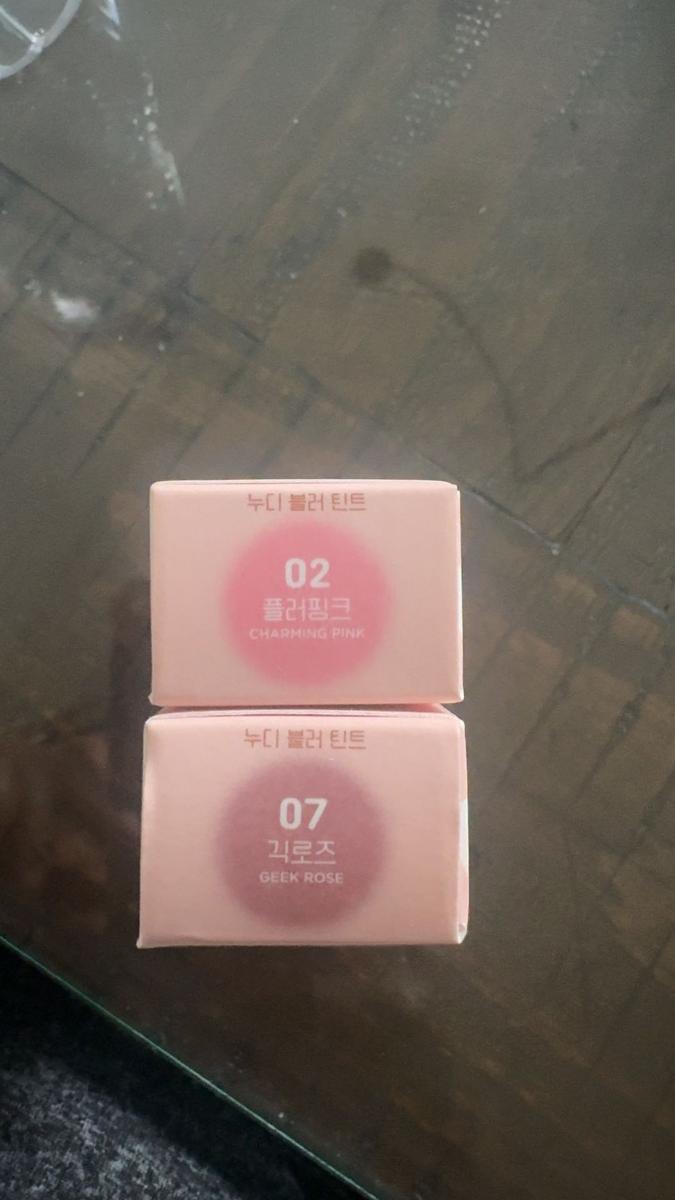 누디 블러 틴트
02
플러핑크
CHARMING PINK
누디 블러 틴트
07
긱로즈
GEEK ROSE